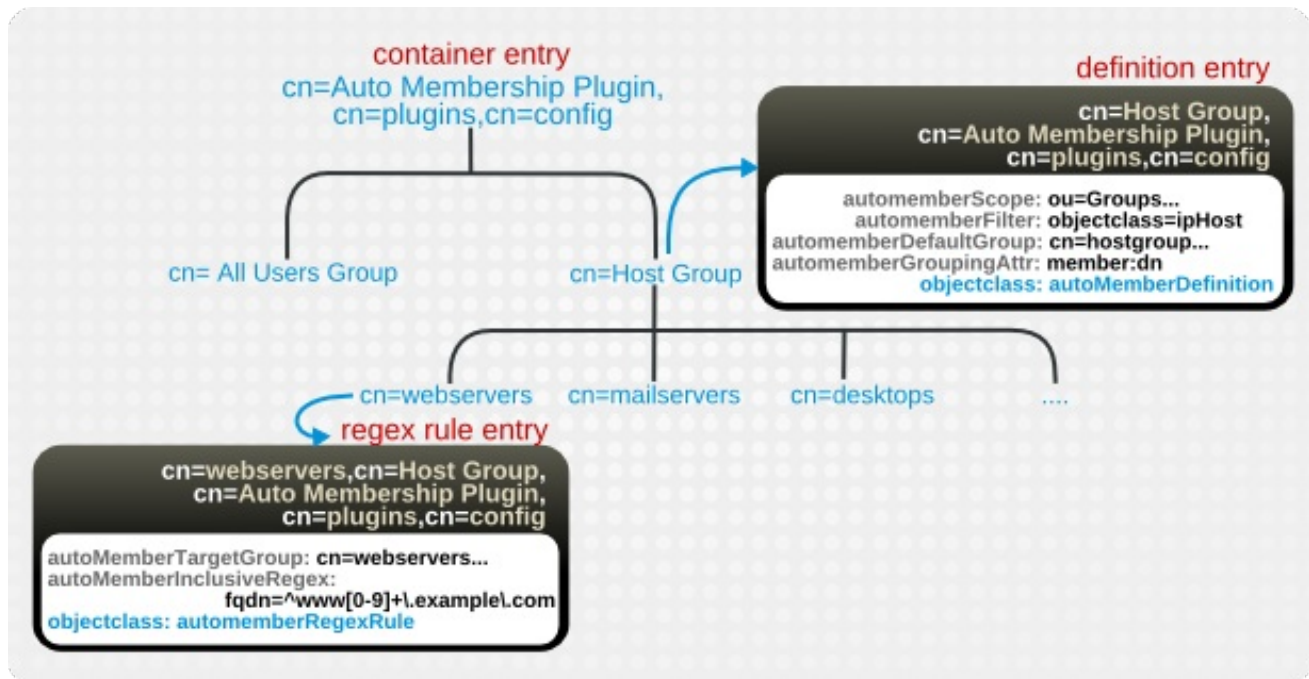 container entry
cn=Auto Membership Plugin,
cn=plugins,cn=config
definition entry
cn=Host Group,
cn=Auto Membership Plugin,
cn=plugins,cn=config
automemberScope: ou=Groups...
automemberFilter: objectclass=ipHost
automemberDefaultGroup: cn=hostgroup...
automemberGroupingAttr: member:dn
objectclass: autoMemberDefinition
cn= All Users Group
cn=Host Group
cn=webservers
cn=mailservers
cn=desktops
....
regex rule entry
cn=webservers,cn=Host Group,
cn=Auto Membership Plugin,
cn=plugins,cn=config
autoMemberTargetGroup: cn=webservers...
autoMemberInclusiveRegex:
fqdn=^www[0-9]+\.example\.com
objectclass: automemberRegexRule